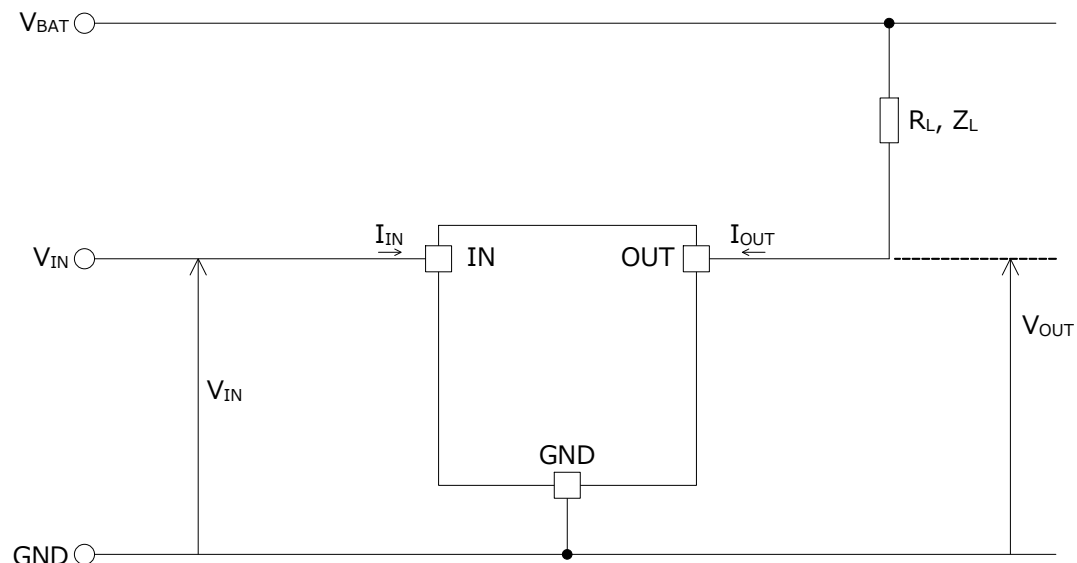 VBAT
RL, ZL
IIN
IOUT
VIN
IN
OUT
VOUT
VIN
GND
GND